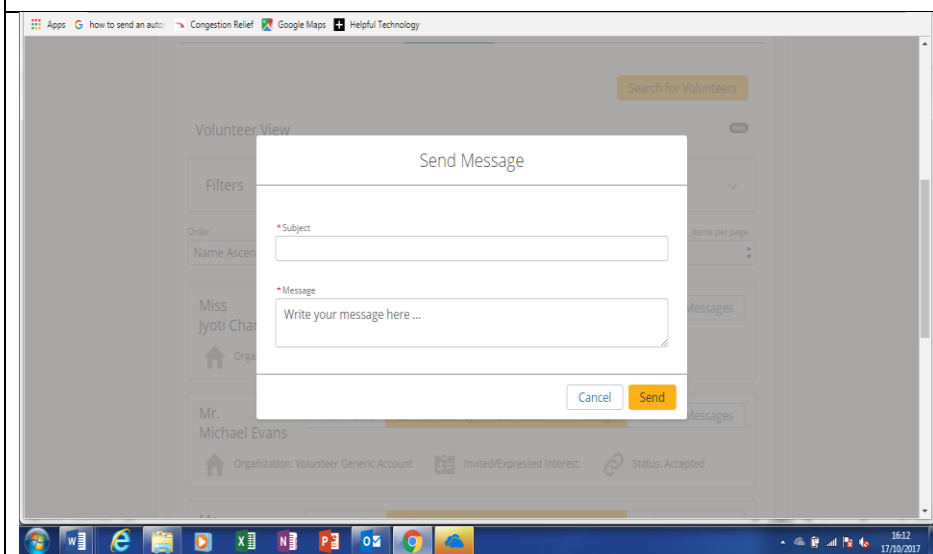 Apps how to send an auto Congestion Relief Google Maps Helpful Technology
Search for Volunteers
Volunteer View
Send Message
Filters
*Subject
Order Items per page
Name Ascen
*Message
Write your message here ...
Miss Messages
Jyoti Char
Orga
Cancel Send
Mr. Messages
Michael Evans
Organization: Volunteer Generic Account Invited/Expressed Interest: Status: Accepted
16:12
17/10/2017